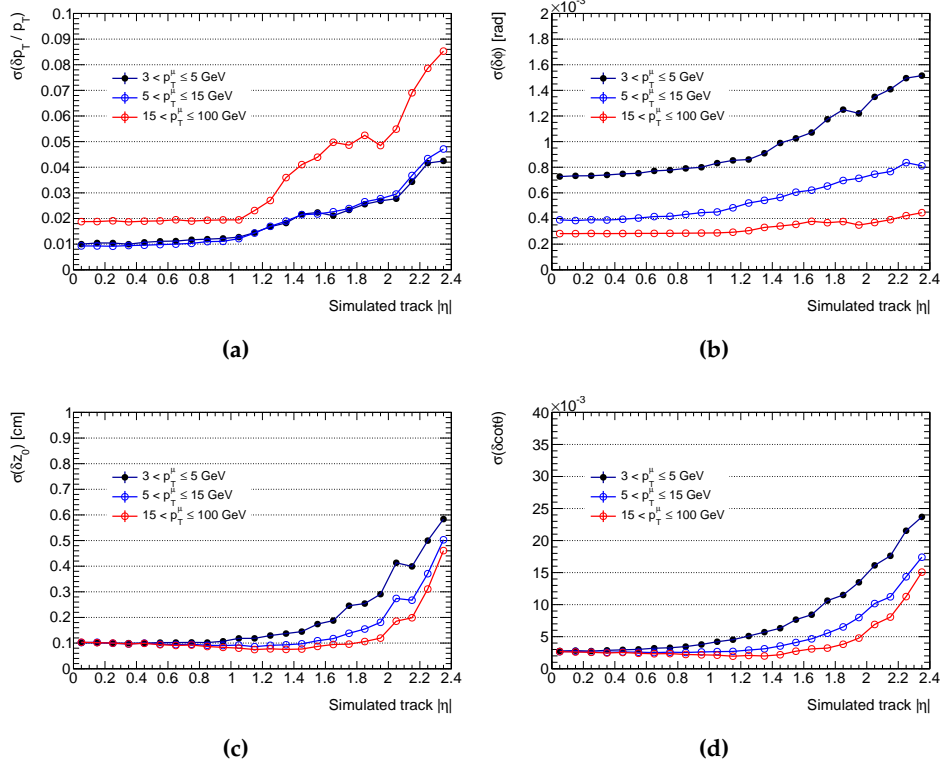 σ(δp_T / p_T)
0.1
0.09
0.08
0.07
0.06
0.05
0.04
0.03
0.02
0.01
0
3 < p_T^μ ≤ 5 GeV
5 < p_T^μ ≤ 15 GeV
15 < p_T^μ ≤ 100 GeV
0 0.2 0.4 0.6 0.8 1 1.2 1.4 1.6 1.8 2 2.2 2.4
Simulated track |η|
(a)
σ(δϕ) [rad]
×10⁻³
2
1.8
1.6
1.4
1.2
1
0.8
0.6
0.4
0.2
0
3 < p_T^μ ≤ 5 GeV
5 < p_T^μ ≤ 15 GeV
15 < p_T^μ ≤ 100 GeV
0 0.2 0.4 0.6 0.8 1 1.2 1.4 1.6 1.8 2 2.2 2.4
Simulated track |η|
(b)
σ(δz_0) [cm]
1
0.9
0.8
0.7
0.6
0.5
0.4
0.3
0.2
0.1
0
3 < p_T^μ ≤ 5 GeV
5 < p_T^μ ≤ 15 GeV
15 < p_T^μ ≤ 100 GeV
0 0.2 0.4 0.6 0.8 1 1.2 1.4 1.6 1.8 2 2.2 2.4
Simulated track |η|
(c)
σ(δcotθ)
×10⁻³
40
35
30
25
20
15
10
5
0
3 < p_T^μ ≤ 5 GeV
5 < p_T^μ ≤ 15 GeV
15 < p_T^μ ≤ 100 GeV
0 0.2 0.4 0.6 0.8 1 1.2 1.4 1.6 1.8 2 2.2 2.4
Simulated track |η|
(d)